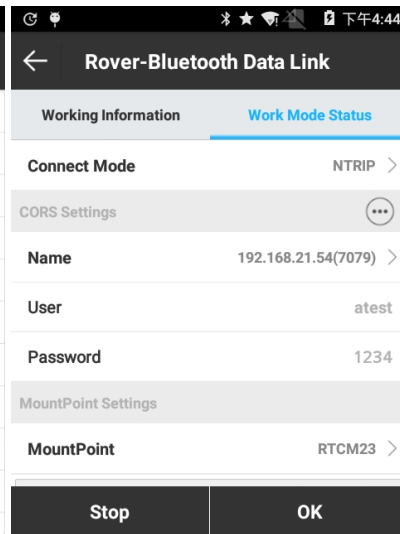 下午4:44
Rover-Bluetooth Data Link
Working Information Work Mode Status
Connect Mode NTRIP
CORS Settings
Name 192.168.21.54(7079)
User atest
Password 1234
MountPoint Settings
MountPoint RTCM23
Stop OK